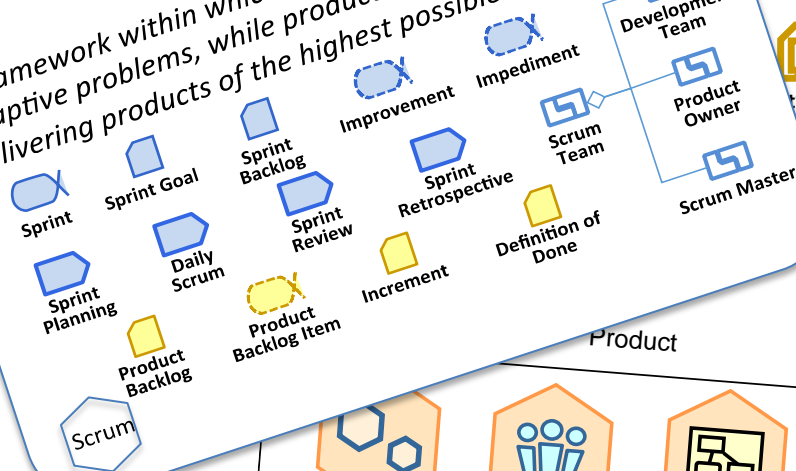 amework within whic
aptive problems, while produc
livering products of the highest possible
Developme
Team
Impediment
Improvement
Product
Owner
Scrum
Team
Sprint
Backlog
Sprint Goal
Sprint
Sprint
Retrospective
Scrum Master
Sprint
Review
Daily
Scrum
Sprint
Planning
Definition of
Done
Increment
Product
Backlog Item
Product
Backlog
Scrum
Product